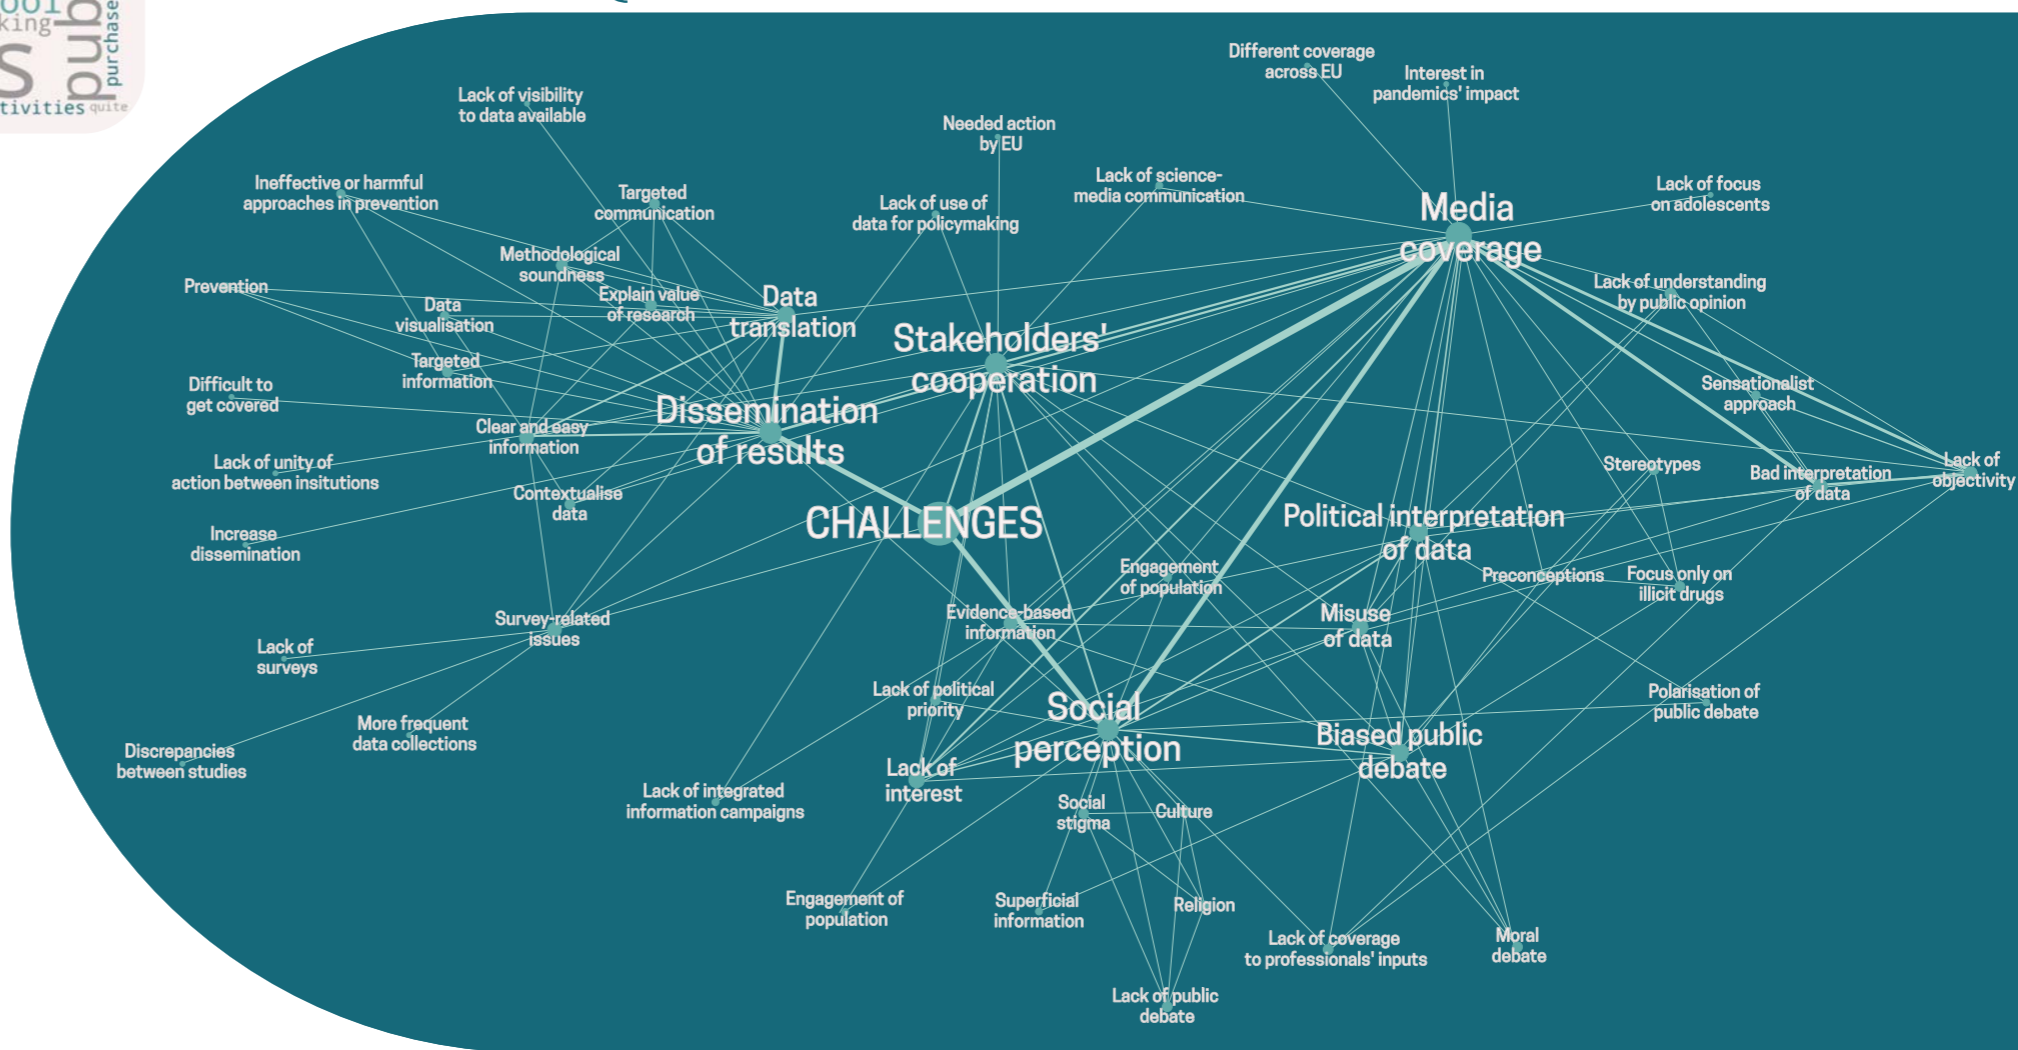 king
pub
purchase
s
tivities
quite
Different coverage
across EU
Interest in
pandemics' impact
Lack of visibility
to data available
Needed action
by EU
Lack of science-
media communication
Ineffective or harmful
approaches in prevention
Targeted
communication
Lack of use of
data for policymaking
Media
coverage
Lack of focus
on adolescents
Methodological
soundness
Prevention
Data
visualisation
Explain value
of research
Data
translation
Lack of understanding
by public opinion
Stakeholders'
cooperation
Targeted
information
Difficult to
get covered
Sensationalist
approach
Dissemination
of results
Clear and easy
information
Lack of unity of
action between insitutions
Stereotypes
Bad interpretation
of data
Lack of
objectivity
Contextualise
data
CHALLENGES
Political interpretation
of data
Increase
dissemination
Engagement
of population
Preconceptions
Focus only on
illicit drugs
Evidence-based
information
Misuse
of data
Survey-related
issues
Lack of
surveys
Lack of political
priority
Social
perception
Polarisation of
public debate
More frequent
data collections
Biased public
debate
Discrepancies
between studies
Lack of
interest
Lack of integrated
information campaigns
Social
stigma
Culture
Engagement of
population
Superficial
information
Religion
Lack of coverage
to professionals' inputs
Moral
debate
Lack of public
debate